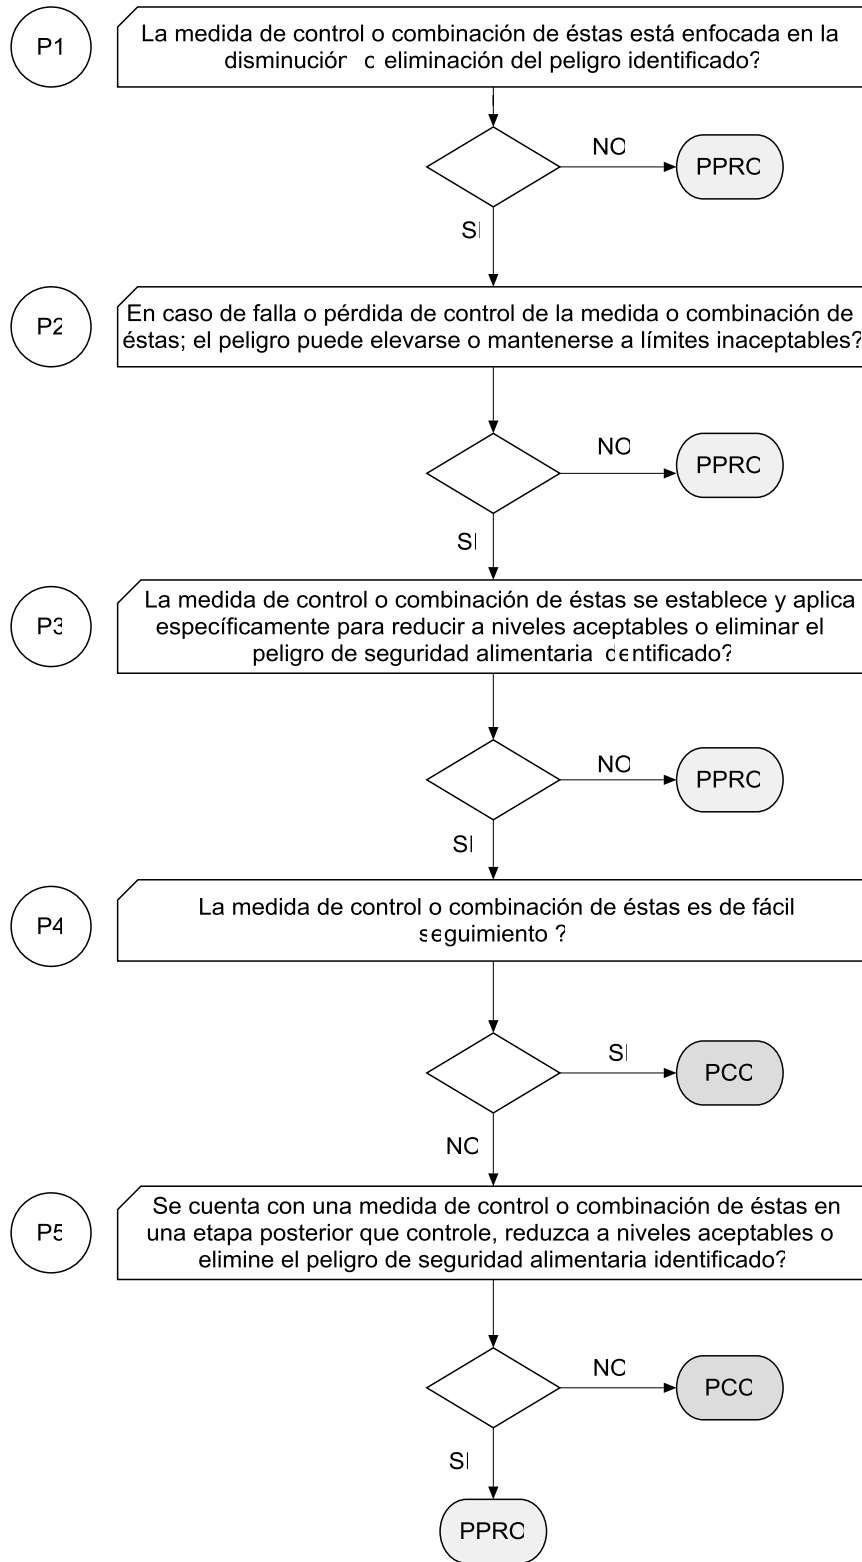 P1
La medida de control o combinación de éstas está enfocada en la
disminución o eliminación del peligro identificado?
NO
PPRO
SI
P2
En caso de falla o pérdida de control de la medida o combinación de
éstas; el peligro puede elevarse o mantenerse a límites inaceptables?
NO
PPRO
SI
P3
La medida de control o combinación de éstas se establece y aplica
específicamente para reducir a niveles aceptables o eliminar el
peligro de seguridad alimentaria identificado?
NO
PPRO
SI
P4
La medida de control o combinación de éstas es de fácil
seguimiento ?
SI
PCC
NO
P5
Se cuenta con una medida de control o combinación de éstas en
una etapa posterior que controle, reduzca a niveles aceptables o
elimine el peligro de seguridad alimentaria identificado?
NO
PCC
SI
PPRO